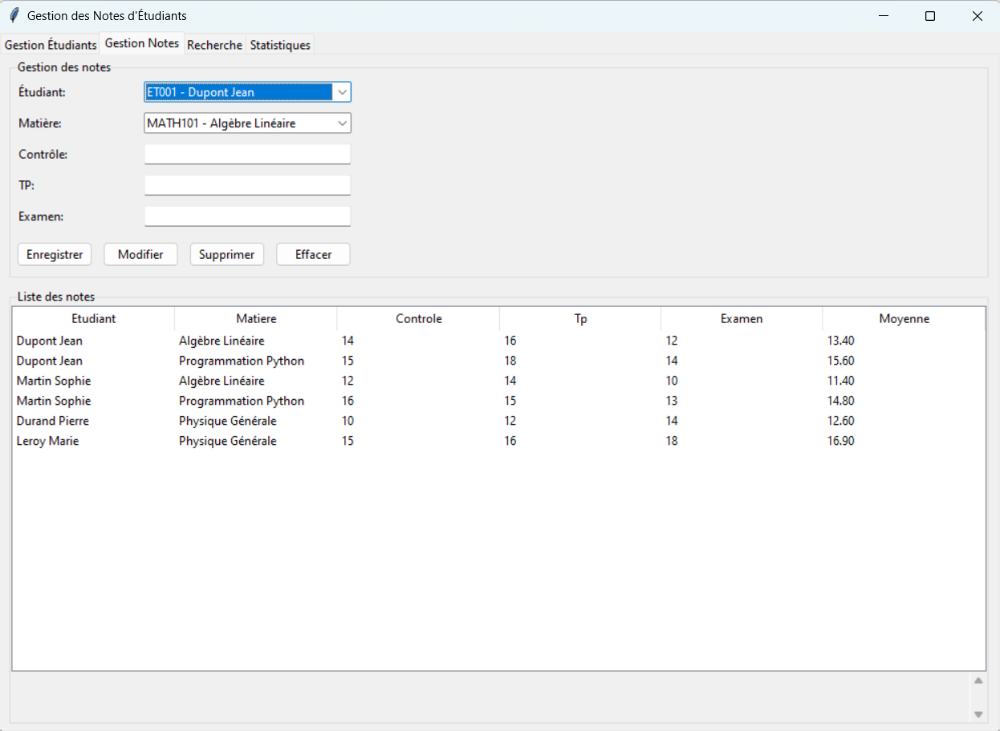 Gestion des Notes d'Étudiants
Gestion Étudiants Gestion Notes Recherche Statistiques
Gestion des notes
Étudiant: ET001 - Dupont Jean
Matière: MATH101 - Algèbre Linéaire
Contrôle:
TP:
Examen:
Enregistrer Modifier Supprimer Effacer
Liste des notes
Etudiant Matiere Controle Tp Examen Moyenne
Dupont Jean Algèbre Linéaire 14 16 12 13.40
Dupont Jean Programmation Python 15 18 14 15.60
Martin Sophie Algèbre Linéaire 12 14 10 11.40
Martin Sophie Programmation Python 16 15 13 14.80
Durand Pierre Physique Générale 10 12 14 12.60
Leroy Marie Physique Générale 15 16 18 16.90